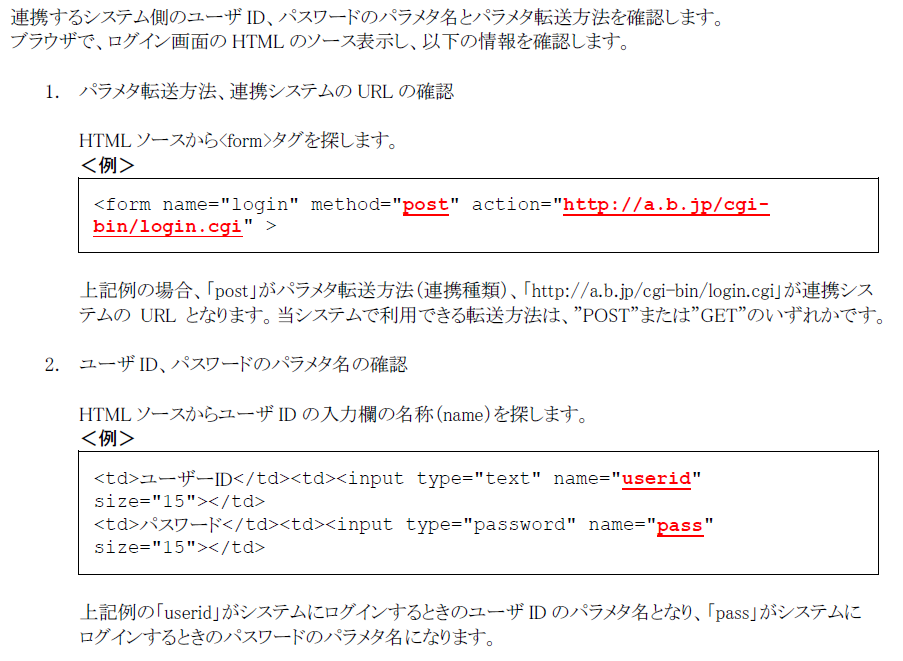 連携するシステム側のユーザ ID、パスワードのパラメタ名とパラメタ転送方法を確認します。
ブラウザで、ログイン画面の HTML のソース表示し、以下の情報を確認します。
1. パラメタ転送方法、連携システムの URL の確認
HTML ソースから<form>タグを探します。
＜例＞
<form name="login" method="post" action="http://a.b.jp/cgi-
bin/login.cgi" >
上記例の場合、「post」がパラメタ転送方法（連携種類）、「http://a.b.jp/cgi-bin/login.cgi」が連携シス
テムの URL となります。当システムで利用できる転送方法は、”POST”または”GET”のいずれかです。
2. ユーザ ID、パスワードのパラメタ名の確認
HTML ソースからユーザ ID の入力欄の名称（name）を探します。
＜例＞
<td>ユーザーID</td><td><input type="text" name="userid"
size="15"></td>
<td>パスワード</td><td><input type="password" name="pass"
size="15"></td>
上記例の「userid」がシステムにログインするときのユーザ ID のパラメタ名となり、「pass」がシステムに
ログインするときのパスワードのパラメタ名になります。